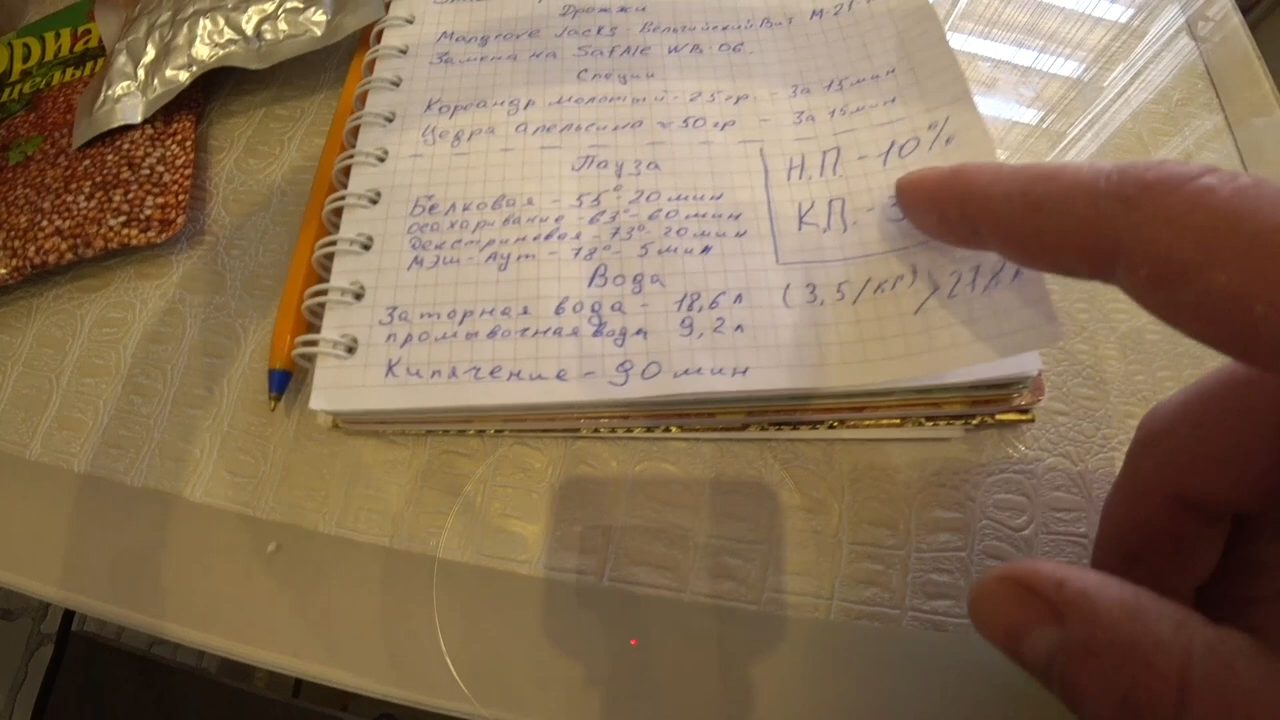 Дрожжи
Mangrove Jacks - Бельгийский Вит M-21
Замена на SafAle WB-06.
Специи
Кориандр молотый - 25 гр - За 15 мин
Цедра апельсина ≈ 50 гр - За 15 мин
Пауза
Белковая - 55° 20 мин
осахаривание - 63° - 60 мин
Декстриновая - 73° - 20 мин
МЭШ-Аут - 78° - 5 мин
Н.П. - 10%
К.П. - 3
Вода
Заторная вода - 18,6 л (3,5/кг)
промывочная вода 9,2 л
Кипячение - 90 мин